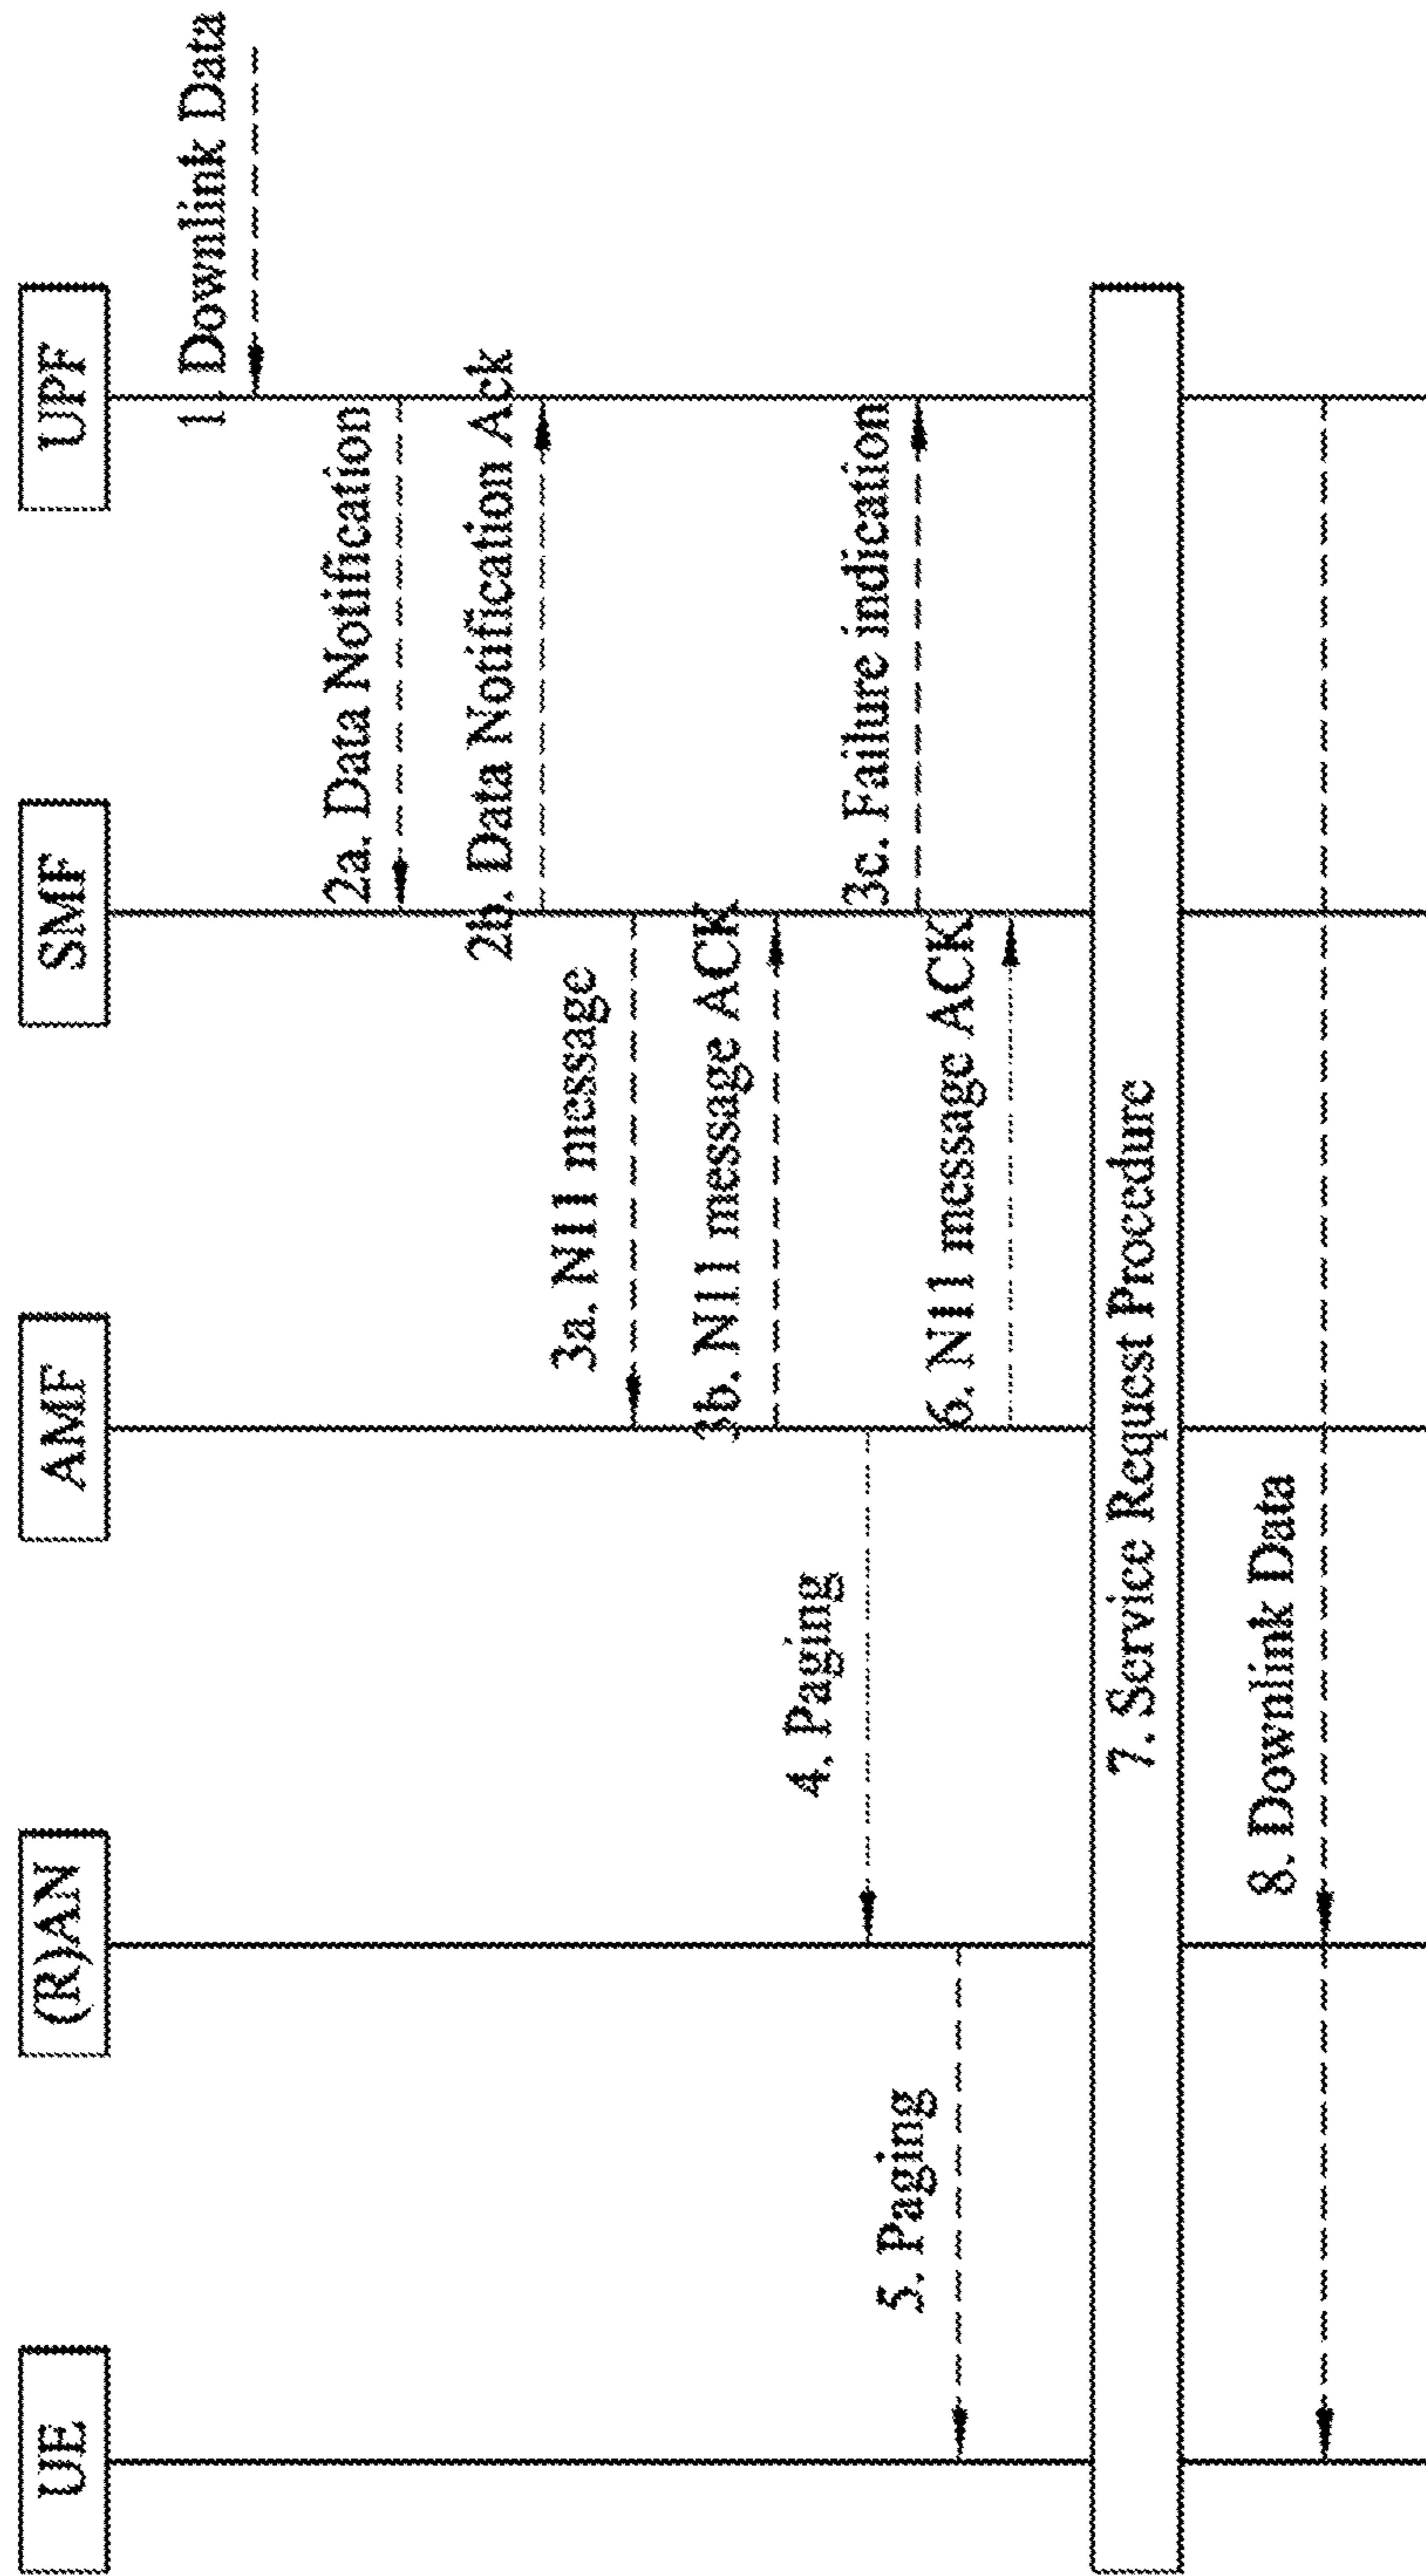 UE
(R)AN
AMF
SMF
UPF
1. Downlink Data
2a. Data Notification
2b. Data Notification Ack
3a. N11 message
3b. N11 message ACK
4. Paging
3c. Failure indication
5. Paging
6. N11 message ACK
7. Service Request Procedure
8. Downlink Data